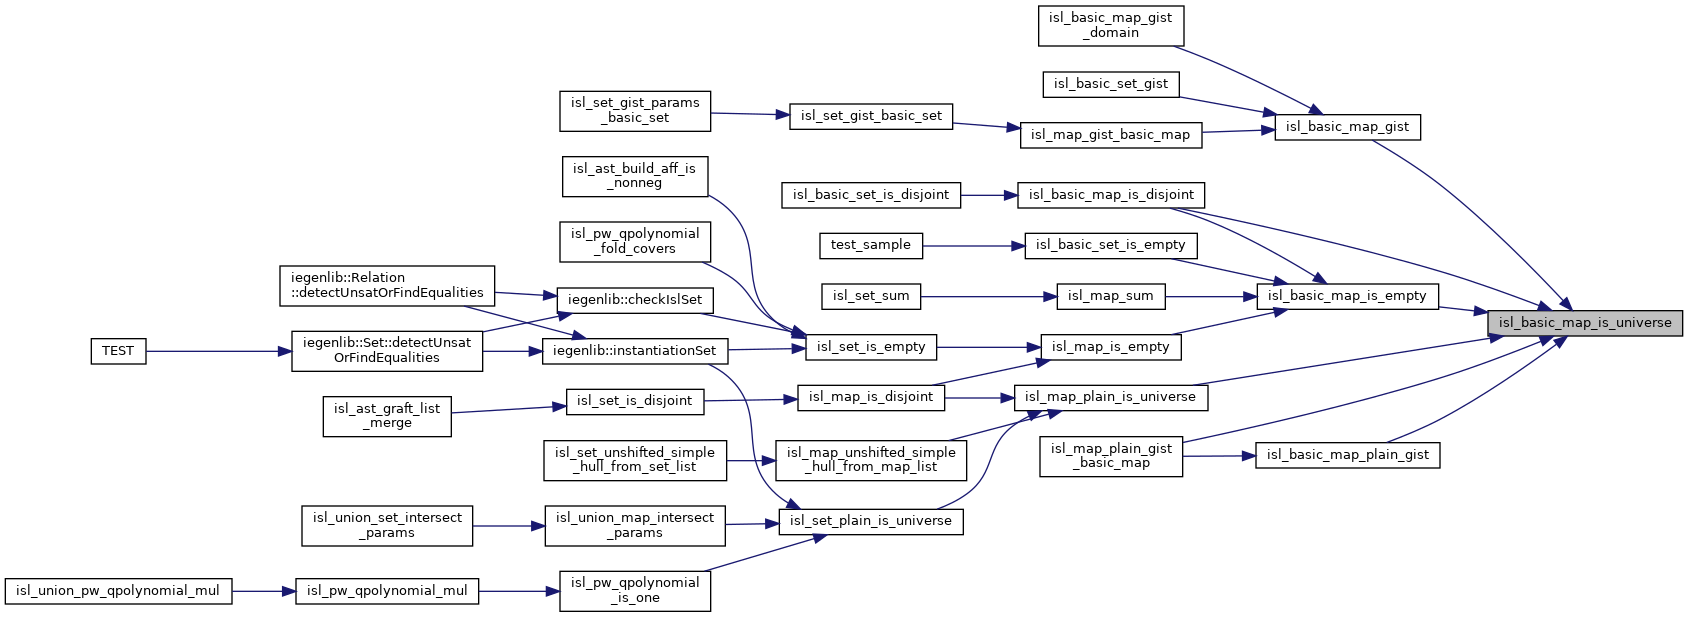 isl_basic_map_gist
_domain
isl_basic_set_gist
isl_set_gist_params
_basic_set
isl_set_gist_basic_set
isl_map_gist_basic_map
isl_basic_map_gist
isl_ast_build_aff_is
_nonneg
isl_basic_set_is_disjoint
isl_basic_map_is_disjoint
isl_pw_qpolynomial
_fold_covers
test_sample
isl_basic_set_is_empty
iegenlib::Relation
::detectUnsatOrFindEqualities
iegenlib::checkIslSet
isl_set_sum
isl_map_sum
isl_basic_map_is_empty
isl_basic_map_is_universe
TEST
iegenlib::Set::detectUnsat
OrFindEqualities
iegenlib::instantiationSet
isl_set_is_empty
isl_map_is_empty
isl_ast_graft_list
_merge
isl_set_is_disjoint
isl_map_is_disjoint
isl_map_plain_is_universe
isl_set_unshifted_simple
_hull_from_set_list
isl_map_unshifted_simple
_hull_from_map_list
isl_map_plain_gist
_basic_map
isl_basic_map_plain_gist
isl_union_set_intersect
_params
isl_union_map_intersect
_params
isl_set_plain_is_universe
isl_union_pw_qpolynomial_mul
isl_pw_qpolynomial_mul
isl_pw_qpolynomial
_is_one